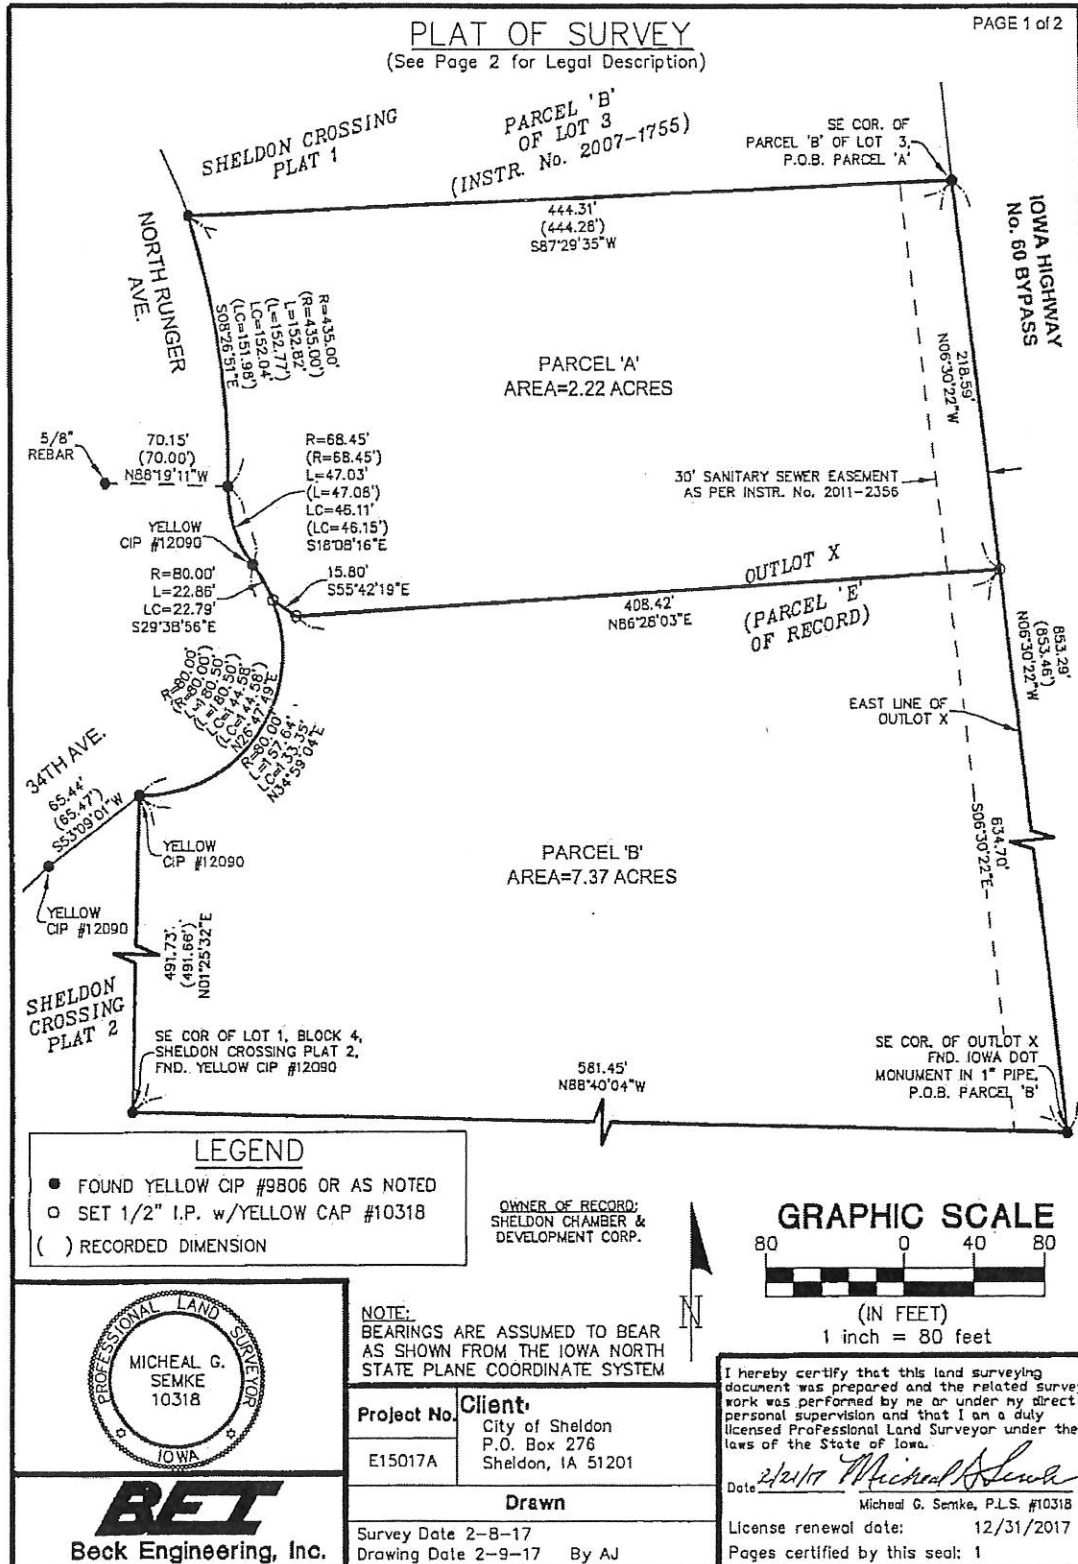 PAGE 1 of 2
PLAT OF SURVEY
(See Page 2 for Legal Description)
SHELDON CROSSING
PLAT 1
PARCEL 'B'
OF LOT 3
(INSTR. No. 2007-1755)
SE COR. OF
PARCEL 'B' OF LOT 3,
P.O.B. PARCEL 'A'
444.31'
(444.28')
S87°29'35"W
IOWA HIGHWAY
No. 60 BYPASS
NORTH RUNGER
AVE.
R=435.00'
(R=435.00')
L=152.82'
(L=152.77')
LC=152.04'
(LC=151.98')
S08°26'51"E
PARCEL 'A'
AREA=2.22 ACRES
218.59'
N06°30'22"W
5/8"
REBAR
70.15'
(70.00')
N88°19'11"W
R=68.45'
(R=68.45')
L=47.03'
(L=47.08')
LC=46.11'
(LC=46.15')
S18°08'16"E
30' SANITARY SEWER EASEMENT
AS PER INSTR. No. 2011-2356
YELLOW
CIP #12090
R=80.00'
L=22.86'
LC=22.79'
S29°38'56"E
15.80'
S55°42'19"E
OUTLOT X
408.42'
N86°28'03"E
(PARCEL 'E'
OF RECORD)
853.29'
(853.46')
N06°30'22"W
R=80.00'
(R=80.00')
L=180.50'
(L=180.50')
LC=144.58'
(LC=144.58')
N26°47'49"E
R=80.00'
L=157.64'
LC=133.35'
N34°59'04"E
EAST LINE OF
OUTLOT X
34TH AVE.
65.44'
(65.47')
S53°09'01"W
YELLOW
CIP #12090
YELLOW
CIP #12090
PARCEL 'B'
AREA=7.37 ACRES
634.70'
S06°30'22"E
491.73'
(491.66')
N01°25'32"E
SHELDON
CROSSING
PLAT 2
SE COR OF LOT 1, BLOCK 4,
SHELDON CROSSING PLAT 2,
FND. YELLOW CIP #12090
581.45'
N88°40'04"W
SE COR. OF OUTLOT X
FND. IOWA DOT
MONUMENT IN 1" PIPE,
P.O.B. PARCEL 'B'
LEGEND
FOUND YELLOW CIP #9806 OR AS NOTED
SET 1/2" I.P. w/YELLOW CAP #10318
( ) RECORDED DIMENSION
OWNER OF RECORD:
SHELDON CHAMBER &
DEVELOPMENT CORP.
N
GRAPHIC SCALE
80 0 40 80
(IN FEET)
1 inch = 80 feet
PROFESSIONAL LAND SURVEYOR
MICHEAL G.
SEMKE
10318
IOWA
NOTE:
BEARINGS ARE ASSUMED TO BEAR
AS SHOWN FROM THE IOWA NORTH
STATE PLANE COORDINATE SYSTEM
Project No.
E15017A
Client:
City of Sheldon
P.O. Box 276
Sheldon, IA 51201
Drawn
Survey Date 2-8-17
Drawing Date 2-9-17 By AJ
BEI
Beck Engineering, Inc.
I hereby certify that this land surveying
document was prepared and the related survey
work was performed by me or under my direct
personal supervision and that I am a duly
licensed Professional Land Surveyor under the
laws of the State of Iowa.
Date 2/21/17 Micheal G Semke
Micheal G. Semke, P.L.S. #10318
License renewal date: 12/31/2017
Pages certified by this seal: 1